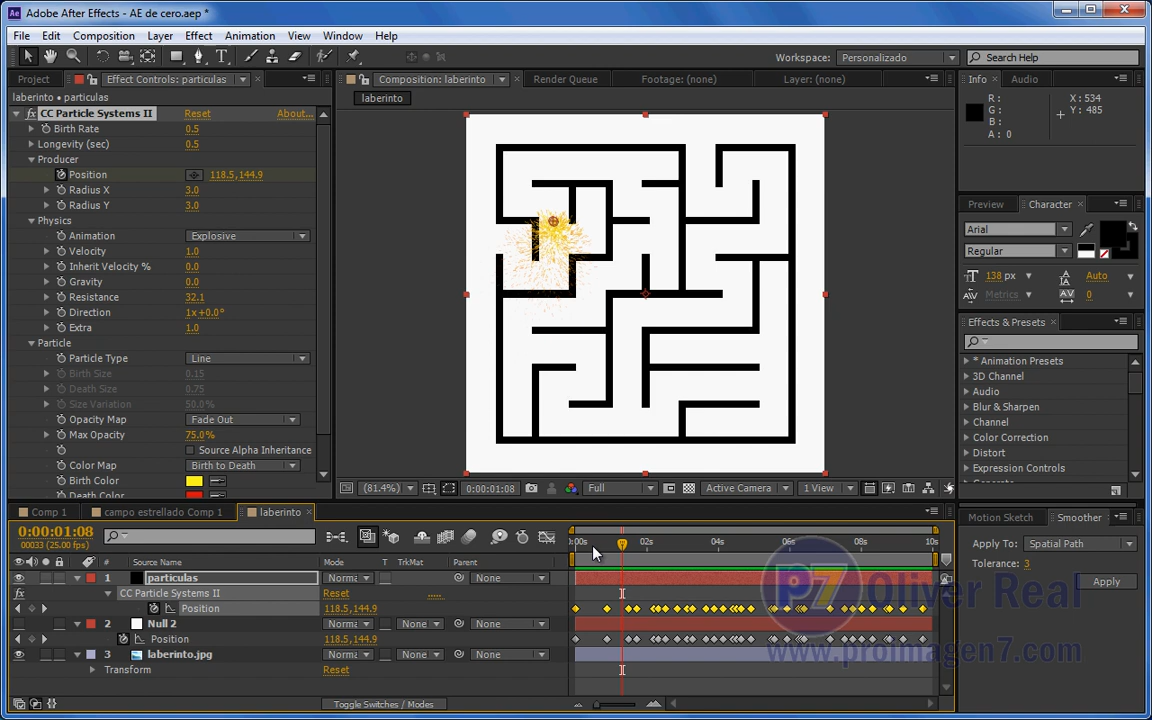 Adobe After Effects - AE de cero.aep *
File Edit Composition Layer Effect Animation View Window Help
Workspace: Personalizado Search Help
Project Effect Controls: particulas Composition: laberinto Render Queue Footage: (none) Layer: (none) Info Audio
laberinto • particulas
laberinto
R: X: 534
G: Y: 485
B:
A: 0
CC Particle Systems II Reset About...
Birth Rate 0.5
Longevity (sec) 0.5
Producer
Position 118.5,144.9
Radius X 3.0
Radius Y 3.0
Physics
Animation Explosive
Velocity 1.0
Inherit Velocity % 0.0
Gravity 0.0
Resistance 32.1
Direction 1x+0.0°
Extra 1.0
Particle
Particle Type Line
Birth Size 0.15
Death Size 0.75
Size Variation 50.0%
Opacity Map Fade Out
Max Opacity 75.0%
Source Alpha Inheritance
Color Map Birth to Death
Birth Color
Death Color
Preview Character
Arial
Regular
138 px Auto
Metrics 0
Effects & Presets
* Animation Presets
3D Channel
Audio
Blur & Sharpen
Channel
Color Correction
Distort
Expression Controls
Generate
(81.4%) 0:00:01:08 Full Active Camera 1 View
Comp 1 campo estrellado Comp 1 laberinto
0:00:01:08
00033 (25.00 fps)
:00s 02s 04s 06s 08s 10s
# Source Name Mode T TrkMat Parent
1 particulas Norma None
CC Particle Systems II Reset .....
Position 118.5,144.9
2 Null 2 Norma None None
Position 118.5,144.9
3 laberinto.jpg Norma None None
Transform Reset
Toggle Switches / Modes
Motion Sketch Smoother
Apply To: Spatial Path
Tolerance: 3
Apply
P7 Oliver Real
www.proimagen7.com